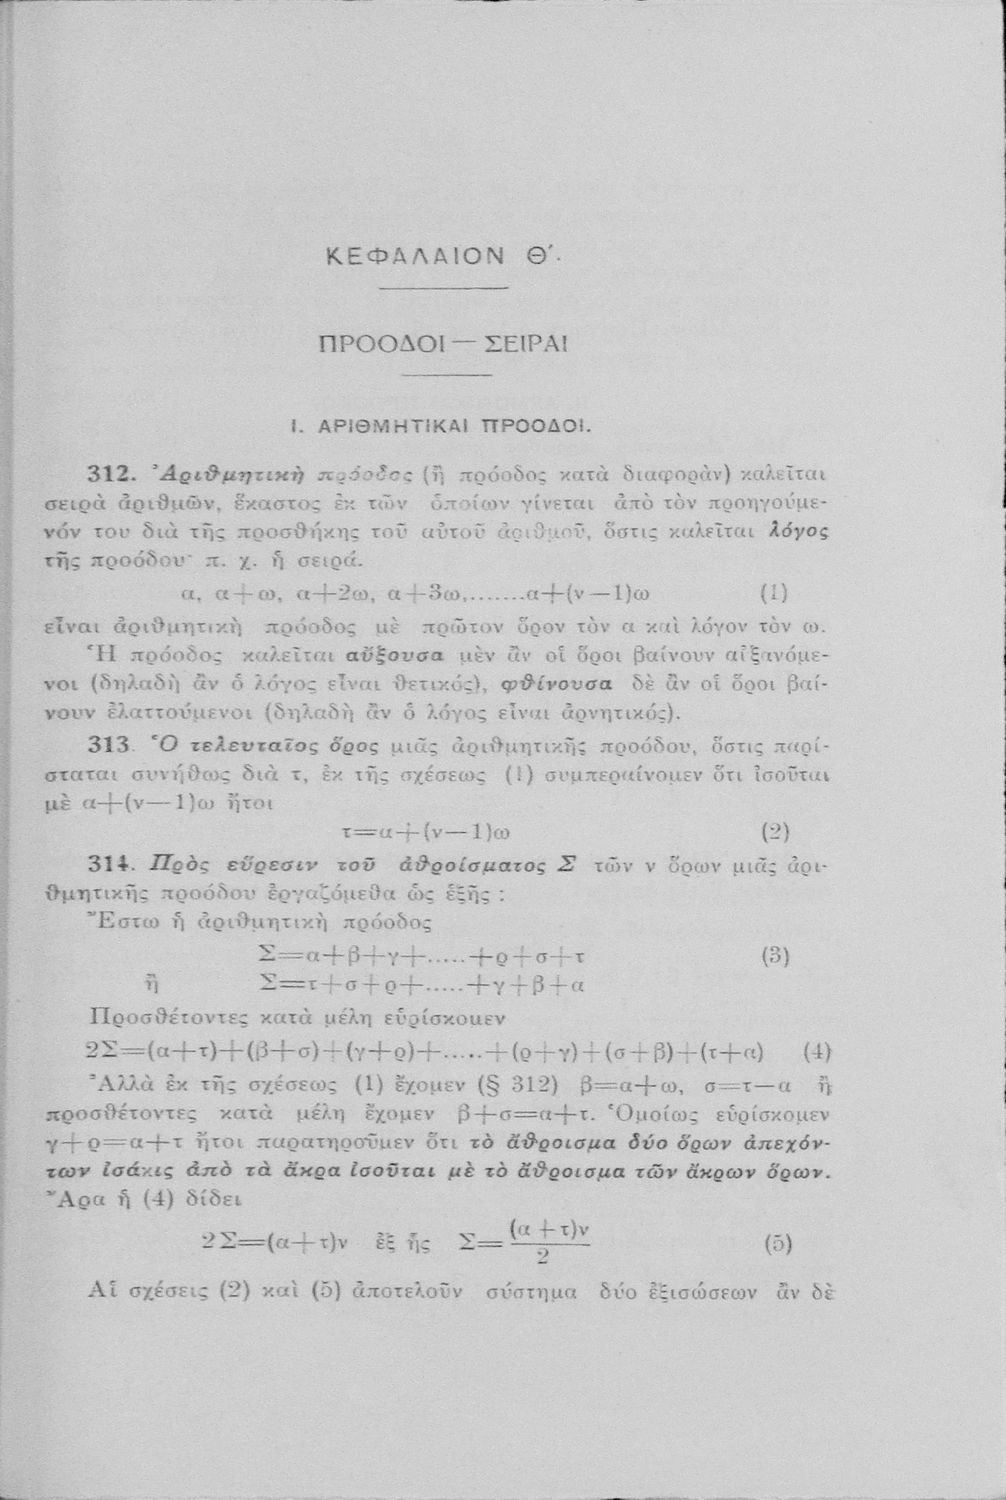 ΚΕΦΑΛΑΙΟΝ Θ΄.
ΠΡΟΟΔΟΙ — ΣΕΙΡΑΙ
Ι. ΑΡΙΘΜΗΤΙΚΑΙ ΠΡΟΟΔΟΙ.
312. Ἀριθμητικὴ πρόοδος (ἢ πρόοδος κατὰ διαφορὰν) καλεῖται
σειρὰ ἀριθμῶν, ἕκαστος ἐκ τῶν ὁποίων γίνεται ἀπὸ τὸν προηγούμε-
νόν του διὰ τῆς προσθήκης τοῦ αὐτοῦ ἀριθμοῦ, ὅστις καλεῖται λόγος
τῆς προόδου· π. χ. ἡ σειρά.
α, α+ω, α+2ω, α+3ω,.......α+(ν—1)ω (1)
εἶναι ἀριθμητικὴ πρόοδος μὲ πρῶτον ὅρον τὸν α καὶ λόγον τὸν ω.
Ἡ πρόοδος καλεῖται αὔξουσα μὲν ἂν οἱ ὅροι βαίνουν αὐξανόμε-
νοι (δηλαδὴ ἂν ὁ λόγος εἶναι θετικός), φθίνουσα δὲ ἂν οἱ ὅροι βαί-
νουν ἐλαττούμενοι (δηλαδὴ ἂν ὁ λόγος εἶναι ἀρνητικός).
313. Ὁ τελευταῖος ὅρος μιᾶς ἀριθμητικῆς προόδου, ὅστις παρί-
σταται συνήθως διὰ τ, ἐκ τῆς σχέσεως (1) συμπεραίνομεν ὅτι ἰσοῦται
μὲ α+(ν—1)ω ἤτοι
τ=α+(ν—1)ω (2)
314. Πρὸς εὕρεσιν τοῦ ἀθροίσματος Σ τῶν ν ὅρων μιᾶς ἀρι-
θμητικῆς προόδου ἐργαζόμεθα ὡς ἑξῆς :
Ἔστω ἡ ἀριθμητικὴ πρόοδος
Σ=α+β+γ+.....+ρ+σ+τ (3)
ἢ Σ=τ+σ+ρ+.....+γ+β+α
Προσθέτοντες κατὰ μέλη εὑρίσκομεν
2Σ=(α+τ)+(β+σ)+(γ+ρ)+.....+(ρ+γ)+(σ+β)+(τ+α) (4)
Ἀλλὰ ἐκ τῆς σχέσεως (1) ἔχομεν (§ 312) β=α+ω, σ=τ—α ἢ
προσθέτοντες κατὰ μέλη ἔχομεν β+σ=α+τ. Ὁμοίως εὑρίσκομεν
γ+ρ=α+τ ἤτοι παρατηροῦμεν ὅτι τὸ ἄθροισμα δύο ὅρων ἀπεχόν-
των ἰσάκις ἀπὸ τὰ ἄκρα ἰσοῦται μὲ τὸ ἄθροισμα τῶν ἄκρων ὅρων.
Ἄρα ἡ (4) δίδει
2Σ=(α+τ)ν ἐξ ἧς Σ=(α+τ)ν/2 (5)
Αἱ σχέσεις (2) καὶ (5) ἀποτελοῦν σύστημα δύο ἐξισώσεων ἂν δὲ